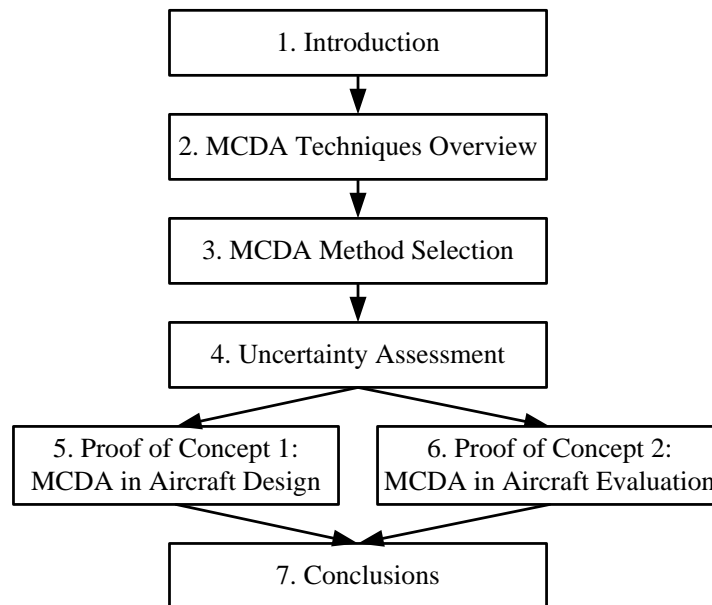 1. Introduction
2. MCDA Techniques Overview
3. MCDA Method Selection
4. Uncertainty Assessment
5. Proof of Concept 1:
MCDA in Aircraft Design
6. Proof of Concept 2:
MCDA in Aircraft Evaluation
7. Conclusions